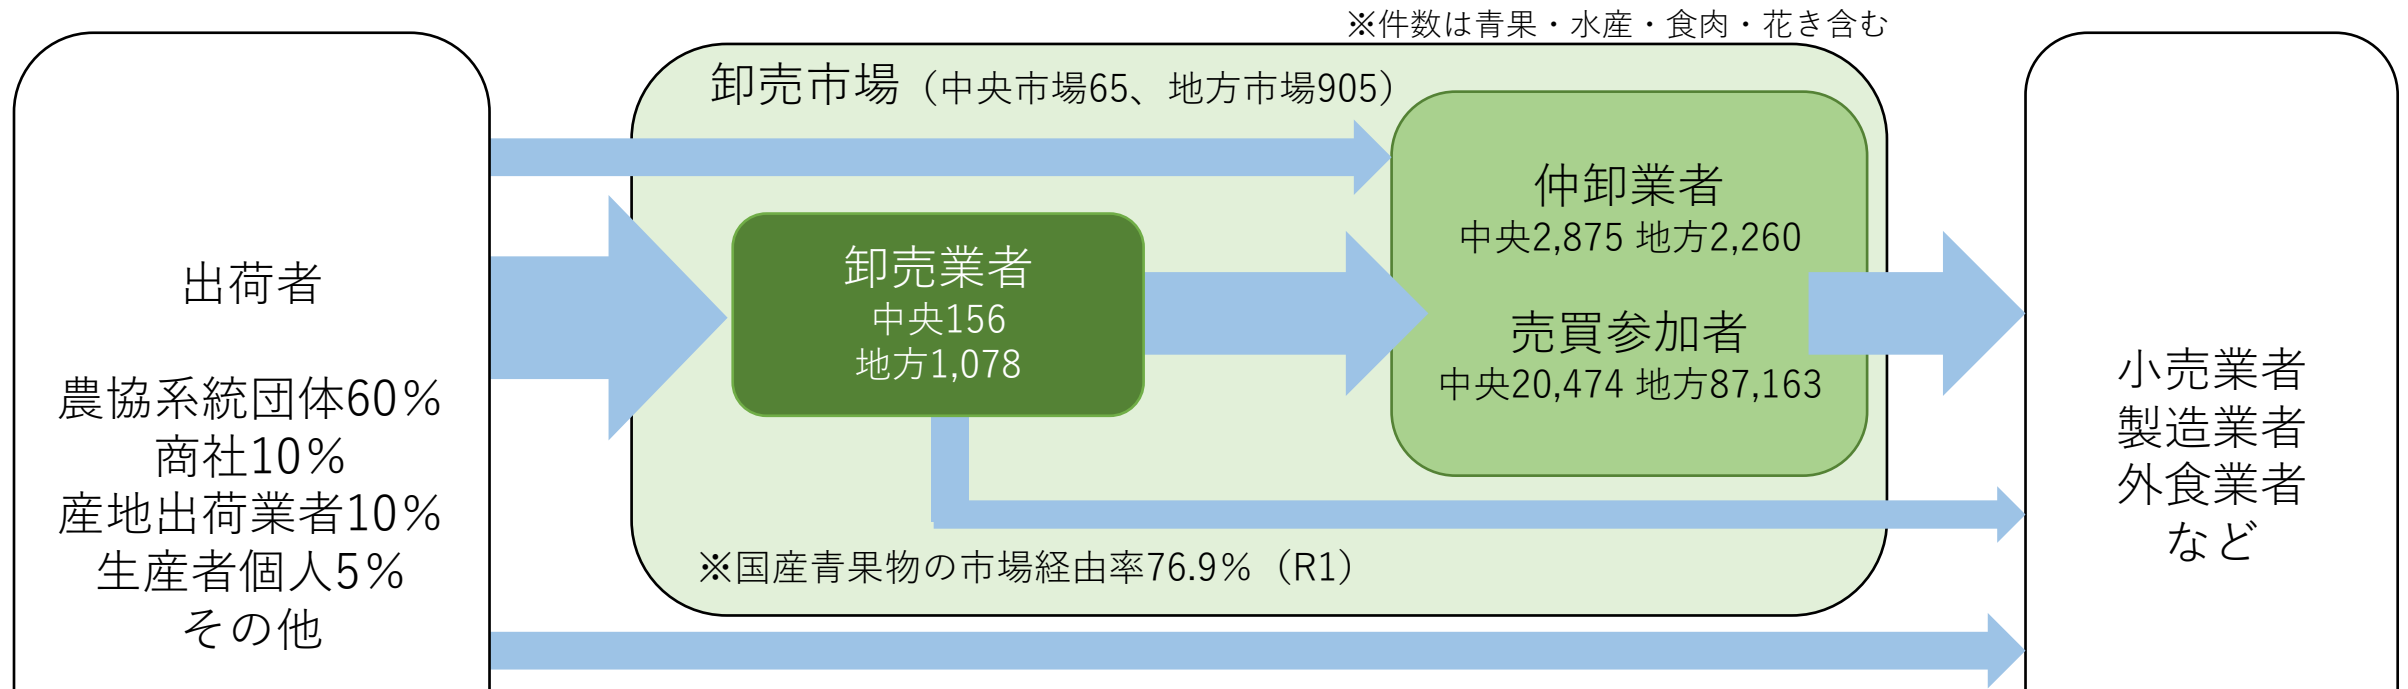 ※件数は青果・水産・食肉・花き含む
卸売市場（中央市場65、地方市場905）
出荷者
農協系統団体60％
商社10％
産地出荷業者10％
生産者個人5％
その他
卸売業者
中央156
地方1,078
仲卸業者
中央2,875 地方2,260
売買参加者
中央20,474 地方87,163
※国産青果物の市場経由率76.9％（R1）
小売業者
製造業者
外食業者
など